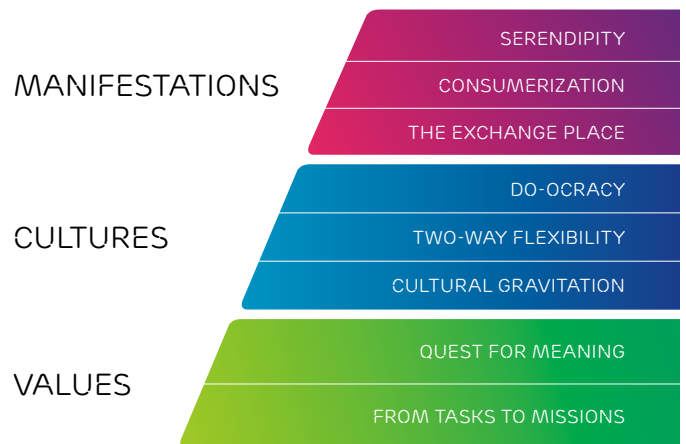 MANIFESTATIONS
SERENDIPITY
CONSUMERIZATION
THE EXCHANGE PLACE
CULTURES
DO-OCRACY
TWO-WAY FLEXIBILITY
CULTURAL GRAVITATION
VALUES
QUEST FOR MEANING
FROM TASKS TO MISSIONS